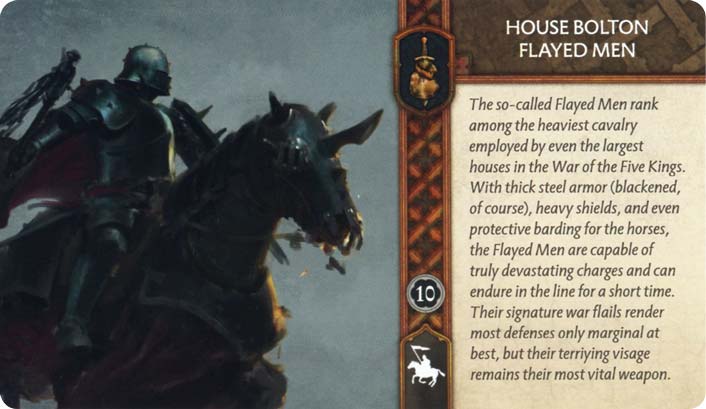 HOUSE BOLTON
FLAYED MEN
The so-called Flayed Men rank
among the heaviest cavalry
employed by even the largest
houses in the War of the Five Kings.
With thick steel armor (blackened,
of course), heavy shields, and even
protective barding for the horses,
the Flayed Men are capable of
truly devastating charges and can
endure in the line for a short time.
Their signature war flails render
most defenses only marginal at
best, but their terriying visage
remains their most vital weapon.
10